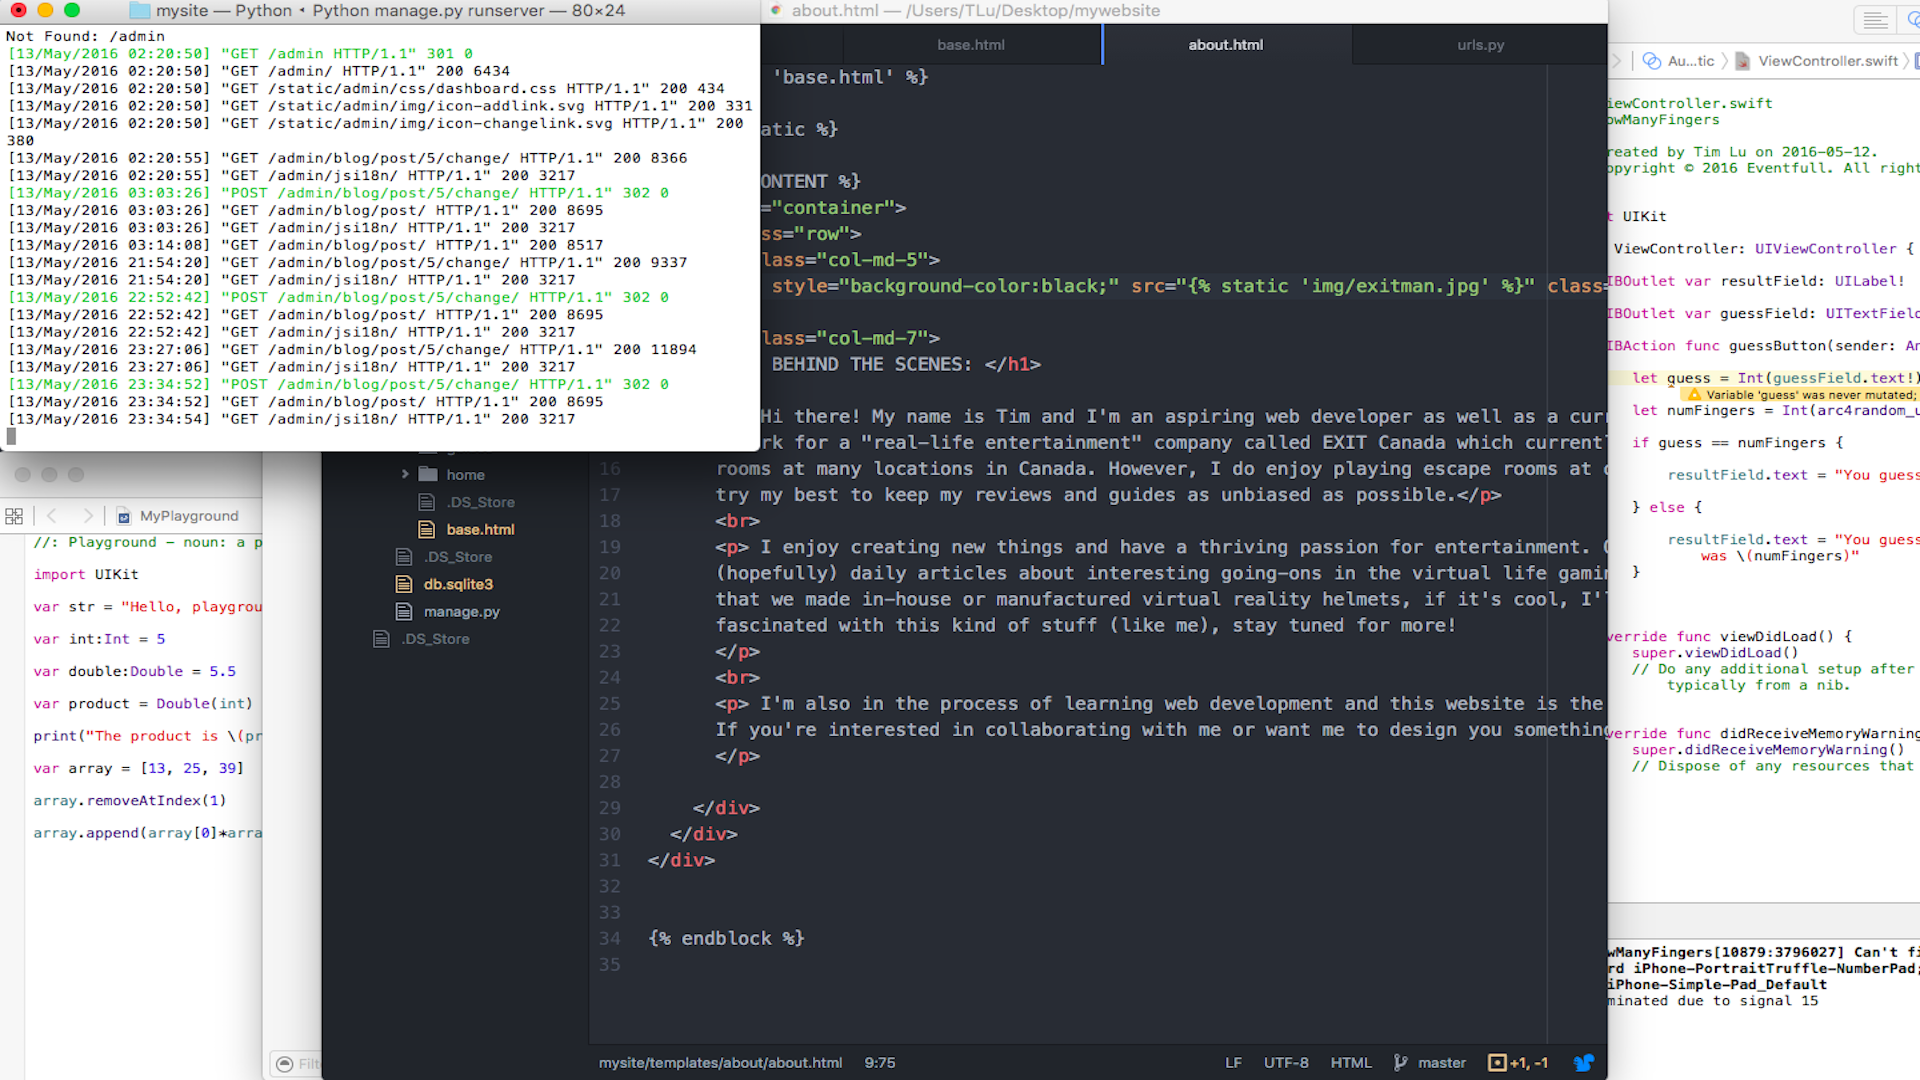 mysite — Python • Python manage.py runserver — 80×24
Not Found: /admin
[13/May/2016 02:20:50] "GET /admin HTTP/1.1" 301 0
[13/May/2016 02:20:50] "GET /admin/ HTTP/1.1" 200 6434
[13/May/2016 02:20:50] "GET /static/admin/css/dashboard.css HTTP/1.1" 200 434
[13/May/2016 02:20:50] "GET /static/admin/img/icon-addlink.svg HTTP/1.1" 200 331
[13/May/2016 02:20:50] "GET /static/admin/img/icon-changelink.svg HTTP/1.1" 200
380
[13/May/2016 02:20:55] "GET /admin/blog/post/5/change/ HTTP/1.1" 200 8366
[13/May/2016 02:20:55] "GET /admin/jsi18n/ HTTP/1.1" 200 3217
[13/May/2016 03:03:26] "POST /admin/blog/post/5/change/ HTTP/1.1" 302 0
[13/May/2016 03:03:26] "GET /admin/blog/post/ HTTP/1.1" 200 8695
[13/May/2016 03:03:26] "GET /admin/jsi18n/ HTTP/1.1" 200 3217
[13/May/2016 03:14:08] "GET /admin/blog/post/ HTTP/1.1" 200 8517
[13/May/2016 21:54:20] "GET /admin/blog/post/5/change/ HTTP/1.1" 200 9337
[13/May/2016 21:54:20] "GET /admin/jsi18n/ HTTP/1.1" 200 3217
[13/May/2016 22:52:42] "POST /admin/blog/post/5/change/ HTTP/1.1" 302 0
[13/May/2016 22:52:42] "GET /admin/blog/post/ HTTP/1.1" 200 8695
[13/May/2016 22:52:42] "GET /admin/jsi18n/ HTTP/1.1" 200 3217
[13/May/2016 23:27:06] "GET /admin/blog/post/5/change/ HTTP/1.1" 200 11894
[13/May/2016 23:27:06] "GET /admin/jsi18n/ HTTP/1.1" 200 3217
[13/May/2016 23:34:52] "POST /admin/blog/post/5/change/ HTTP/1.1" 302 0
[13/May/2016 23:34:52] "GET /admin/blog/post/ HTTP/1.1" 200 8695
[13/May/2016 23:34:54] "GET /admin/jsi18n/ HTTP/1.1" 200 3217
MyPlayground
//: Playground - noun: a p
import UIKit
var str = "Hello, playgrou
var int:Int = 5
var double:Double = 5.5
var product = Double(int)
print("The product is \(pr
var array = [13, 25, 39]
array.removeAtIndex(1)
array.append(array[0]*arra
Filt
home
.DS_Store
base.html
.DS_Store
db.sqlite3
manage.py
.DS_Store
about.html — /Users/TLu/Desktop/mywebsite
base.html
about.html
urls.py
'base.html' %}
atic %}
ONTENT %}
="container">
ss="row">
lass="col-md-5">
style="background-color:black;" src="{% static 'img/exitman.jpg' %}" class=
lass="col-md-7">
BEHIND THE SCENES: </h1>
Hi there! My name is Tim and I'm an aspiring web developer as well as a curr
rk for a "real-life entertainment" company called EXIT Canada which currentl
16 rooms at many locations in Canada. However, I do enjoy playing escape rooms at o
17 try my best to keep my reviews and guides as unbiased as possible.</p>
18 <br>
19 <p> I enjoy creating new things and have a thriving passion for entertainment. (
20 (hopefully) daily articles about interesting going-ons in the virtual life gamin
21 that we made in-house or manufactured virtual reality helmets, if it's cool, I'l
22 fascinated with this kind of stuff (like me), stay tuned for more!
23 </p>
24 <br>
25 <p> I'm also in the process of learning web development and this website is the
26 If you're interested in collaborating with me or want me to design you something
27 </p>
28
29 </div>
30 </div>
31 </div>
32
33
34 {% endblock %}
35
mysite/templates/about/about.html 9:75
LF UTF-8 HTML master +1, -1
Au...tic ViewController.swift
iewController.swift
owManyFingers
reated by Tim Lu on 2016-05-12.
opyright © 2016 Eventfull. All right
t UIKit
ViewController: UIViewController {
IBOutlet var resultField: UILabel!
IBOutlet var guessField: UITextField
IBAction func guessButton(sender: An
let guess = Int(guessField.text!)
Variable 'guess' was never mutated;
let numFingers = Int(arc4random_u
if guess == numFingers {
resultField.text = "You gues
} else {
resultField.text = "You guess
was \(numFingers)"
}
verride func viewDidLoad() {
super.viewDidLoad()
// Do any additional setup after
typically from a nib.
verride func didReceiveMemoryWarning
super.didReceiveMemoryWarning()
// Dispose of any resources that
wManyFingers[10879:3796027] Can't fi
rd iPhone-PortraitTruffle-NumberPad;
iPhone-Simple-Pad_Default
minated due to signal 15